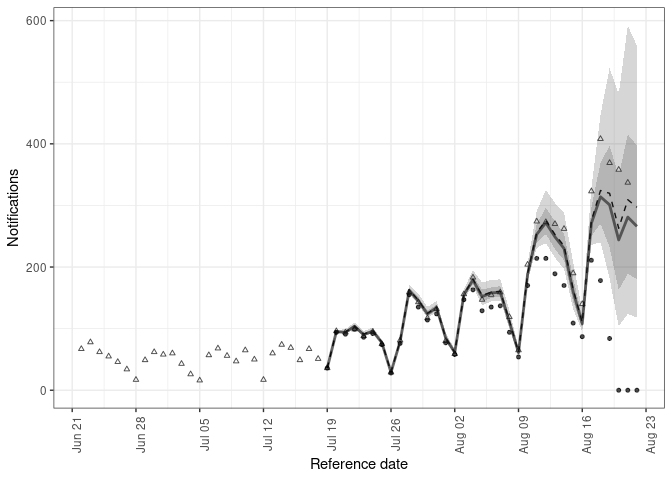 600
400
200
0
Notifications
Jun 21
Jun 28
Jul 05
Jul 12
Jul 19
Jul 26
Aug 02
Aug 09
Aug 16
Aug 23
Reference date